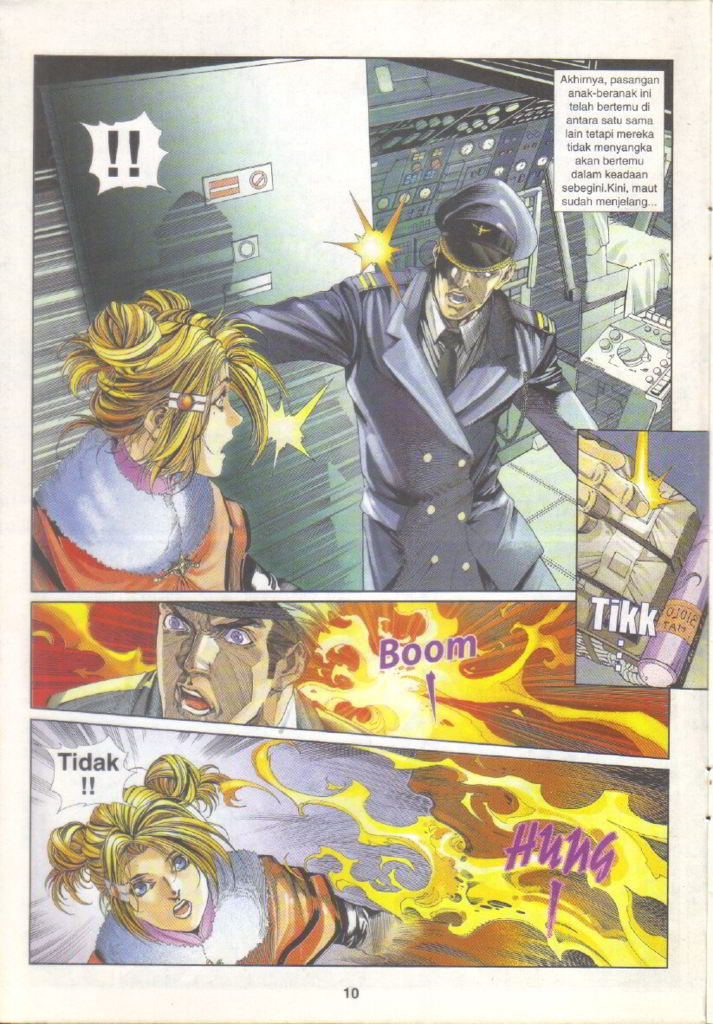 !!
Akhirnya, pasangan
anak-beranak ini
telah bertemu di
antara satu sama
lain tetapi mereka
tidak menyangka
akan bertemu
dalam keadaan
sebegini.Kini, maut
sudah menjelang...
Tikk
Boom
!
Tidak
!!
HUNG
!
10